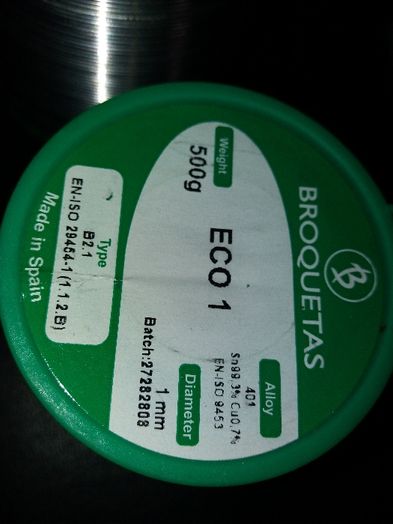 BROQUETAS
Weight
500g
ECO 1
Alloy
401
Sn99,3% Cu0,7%
EN-ISO 9453
Diameter
1 mm
Batch:27282808
Type
B2.1
EN-ISO 29454-1 (1.1.2.B)
Made in Spain